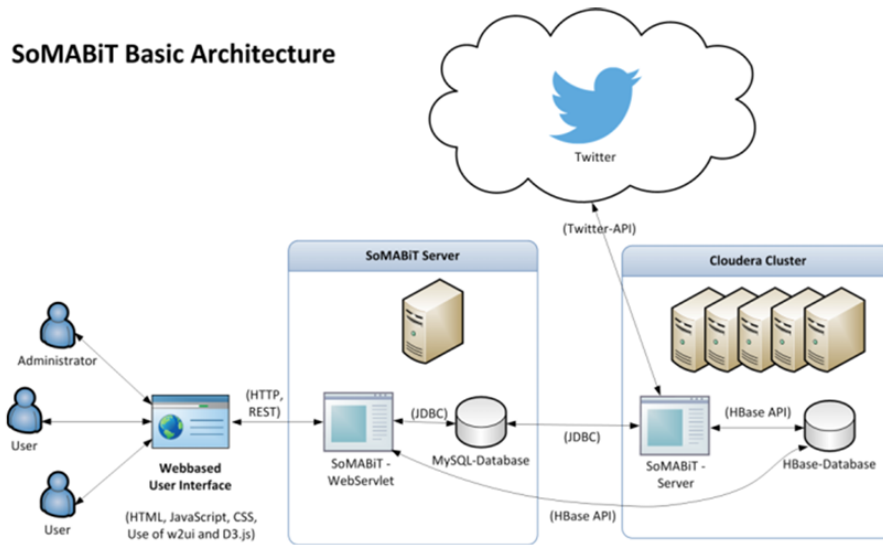 SoMABiT Basic Architecture
Twitter
(Twitter-API)
SoMABiT Server
Cloudera Cluster
Administrator
User
User
Webbased
User Interface
(HTML, JavaScript, CSS,
Use of w2ui and D3.js)
(HTTP,
REST)
SoMABiT -
WebServlet
(JDBC)
MySQL-Database
(JDBC)
SoMABiT -
Server
(HBase API)
HBase-Database
(HBase API)